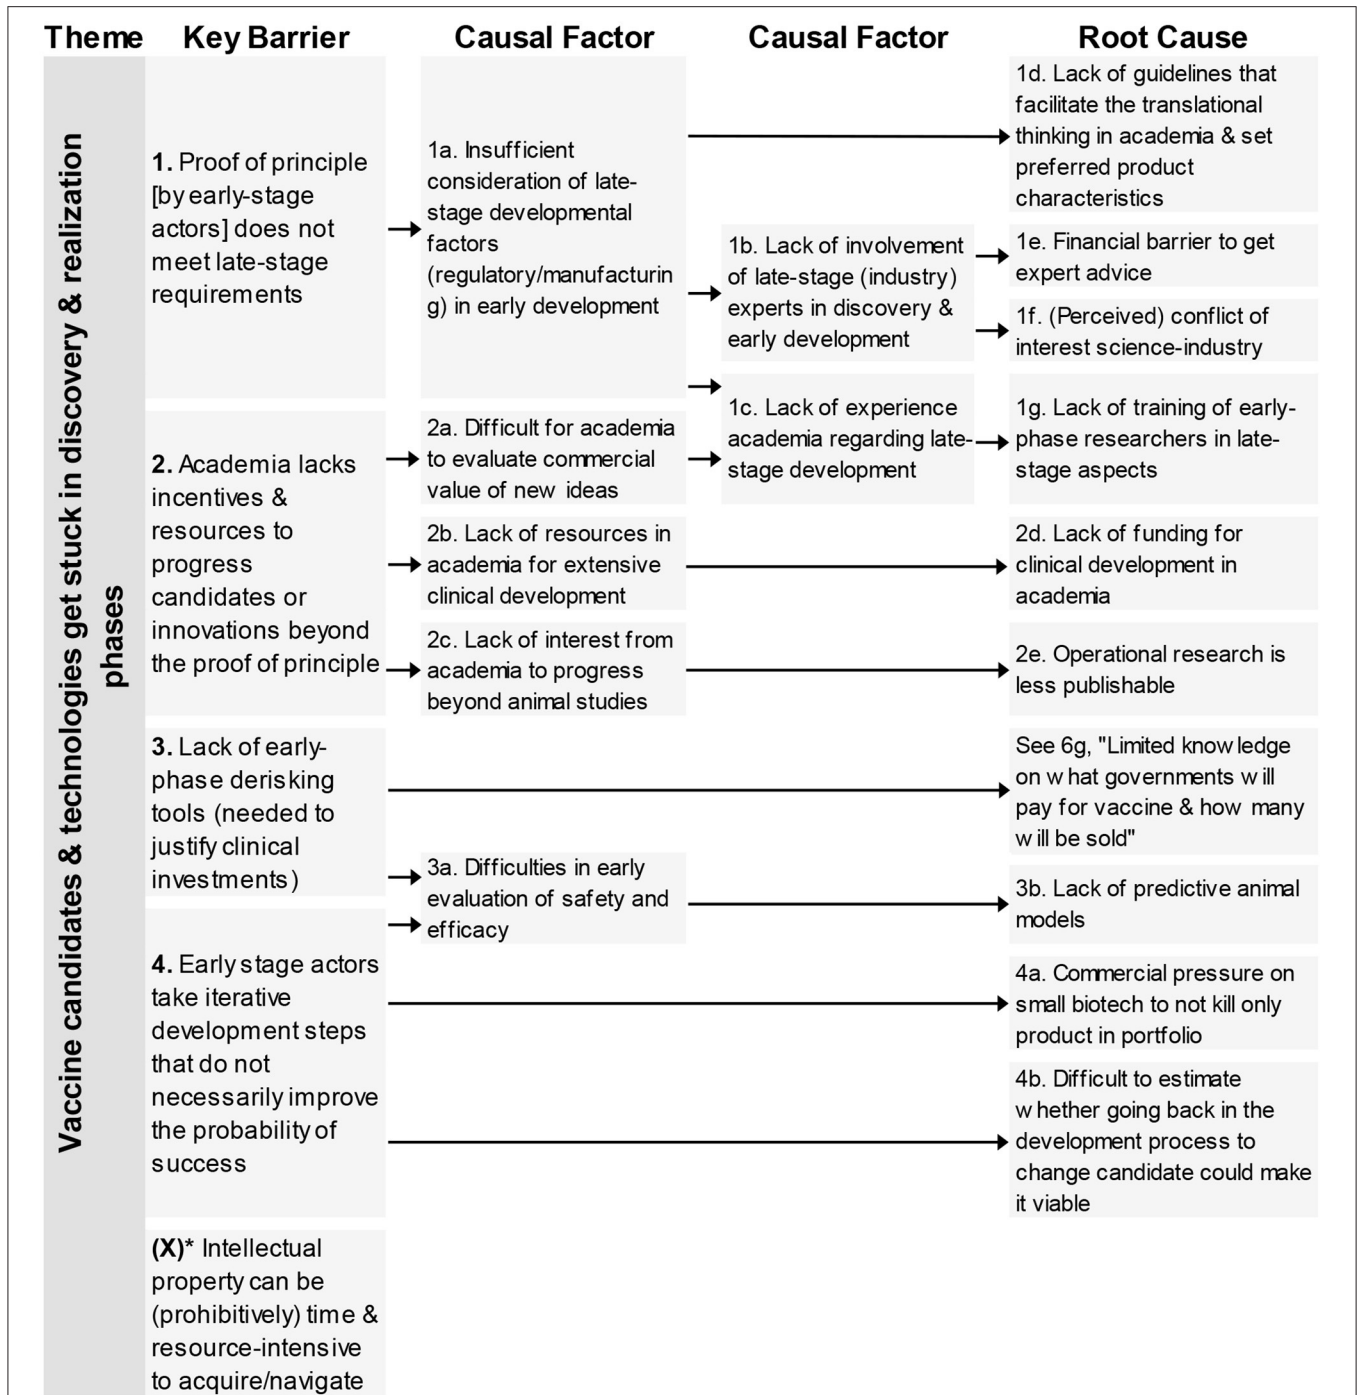 Theme Key Barrier Causal Factor Causal Factor Root Cause
Vaccine candidates & technologies get stuck in discovery & realization
phases
1. Proof of principle
[by early-stage
actors] does not
meet late-stage
requirements
1a. Insufficient
consideration of late-
stage developmental
factors
(regulatory/manufacturin
g) in early development
1b. Lack of involvement
of late-stage (industry)
experts in discovery &
early development
1c. Lack of experience
academia regarding late-
stage development
1d. Lack of guidelines that
facilitate the translational
thinking in academia & set
preferred product
characteristics
1e. Financial barrier to get
expert advice
1f. (Perceived) conflict of
interest science-industry
1g. Lack of training of early-
phase researchers in late-
stage aspects
2. Academia lacks
incentives &
resources to
progress
candidates or
innovations beyond
the proof of principle
2a. Difficult for academia
to evaluate commercial
value of new ideas
2b. Lack of resources in
academia for extensive
clinical development
2c. Lack of interest from
academia to progress
beyond animal studies
2d. Lack of funding for
clinical development in
academia
2e. Operational research is
less publishable
3. Lack of early-
phase derisking
tools (needed to
justify clinical
investments)
3a. Difficulties in early
evaluation of safety and
efficacy
See 6g, "Limited knowledge
on what governments will
pay for vaccine & how many
will be sold"
3b. Lack of predictive animal
models
4. Early stage actors
take iterative
development steps
that do not
necessarily improve
the probability of
success
4a. Commercial pressure on
small biotech to not kill only
product in portfolio
4b. Difficult to estimate
whether going back in the
development process to
change candidate could make
it viable
(X)* Intellectual
property can be
(prohibitively) time &
resource-intensive
to acquire/navigate